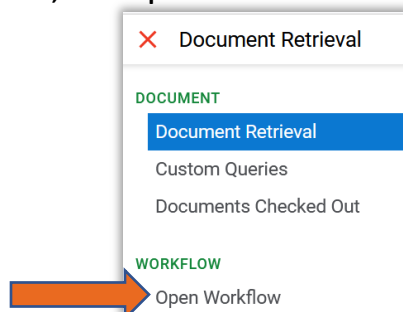 Document Retrieval
DOCUMENT
Document Retrieval
Custom Queries
Documents Checked Out
WORKFLOW
Open Workflow